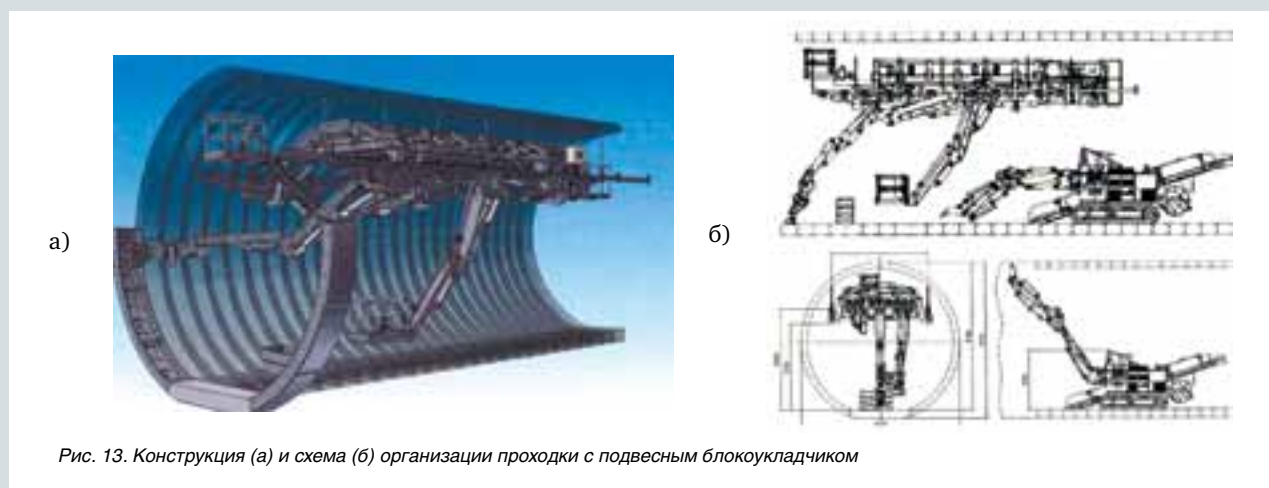 а)
б)
Рис. 13. Конструкция (а) и схема (б) организации проходки с подвесным блокоукладчиком